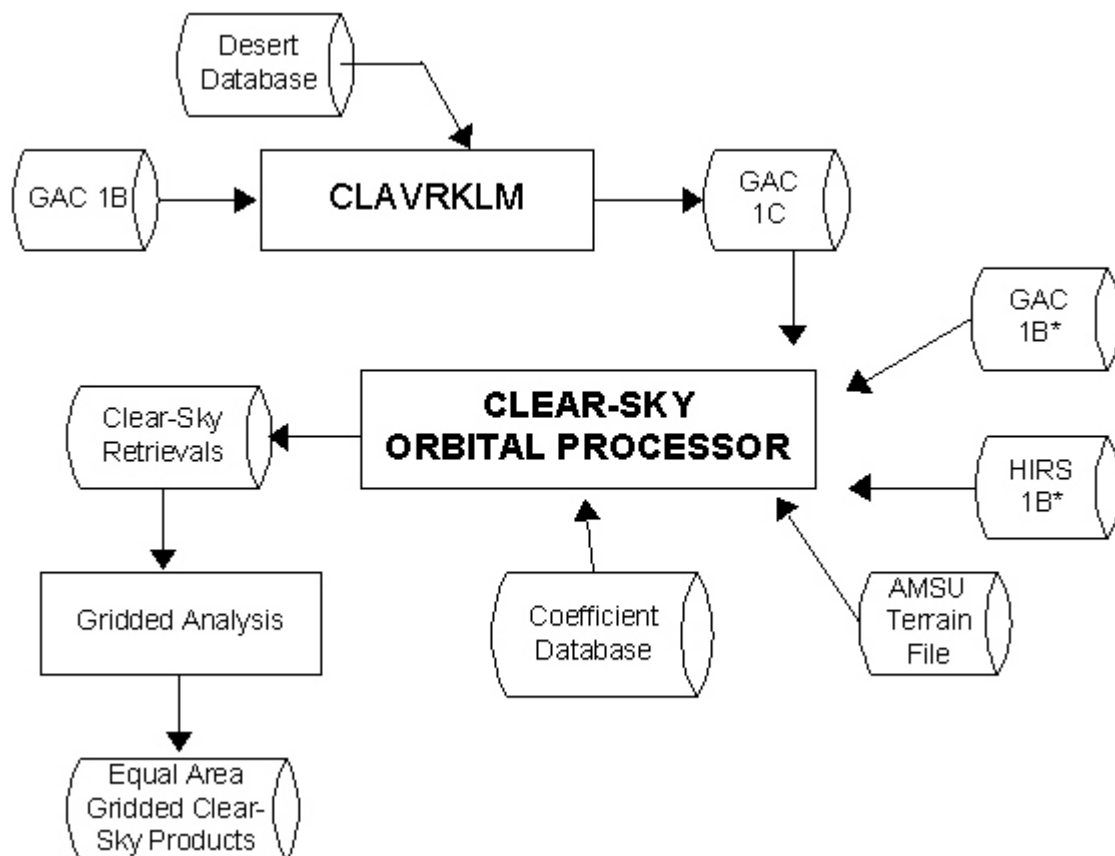 Desert
Database
GAC 1B
CLAVRKLM
GAC
1C
GAC
1B*
Clear-Sky
Retrievals
CLEAR-SKY
ORBITAL PROCESSOR
HIRS
1B*
Gridded Analysis
Coefficient
Database
AMSU
Terrain
File
Equal Area
Gridded Clear-
Sky Products